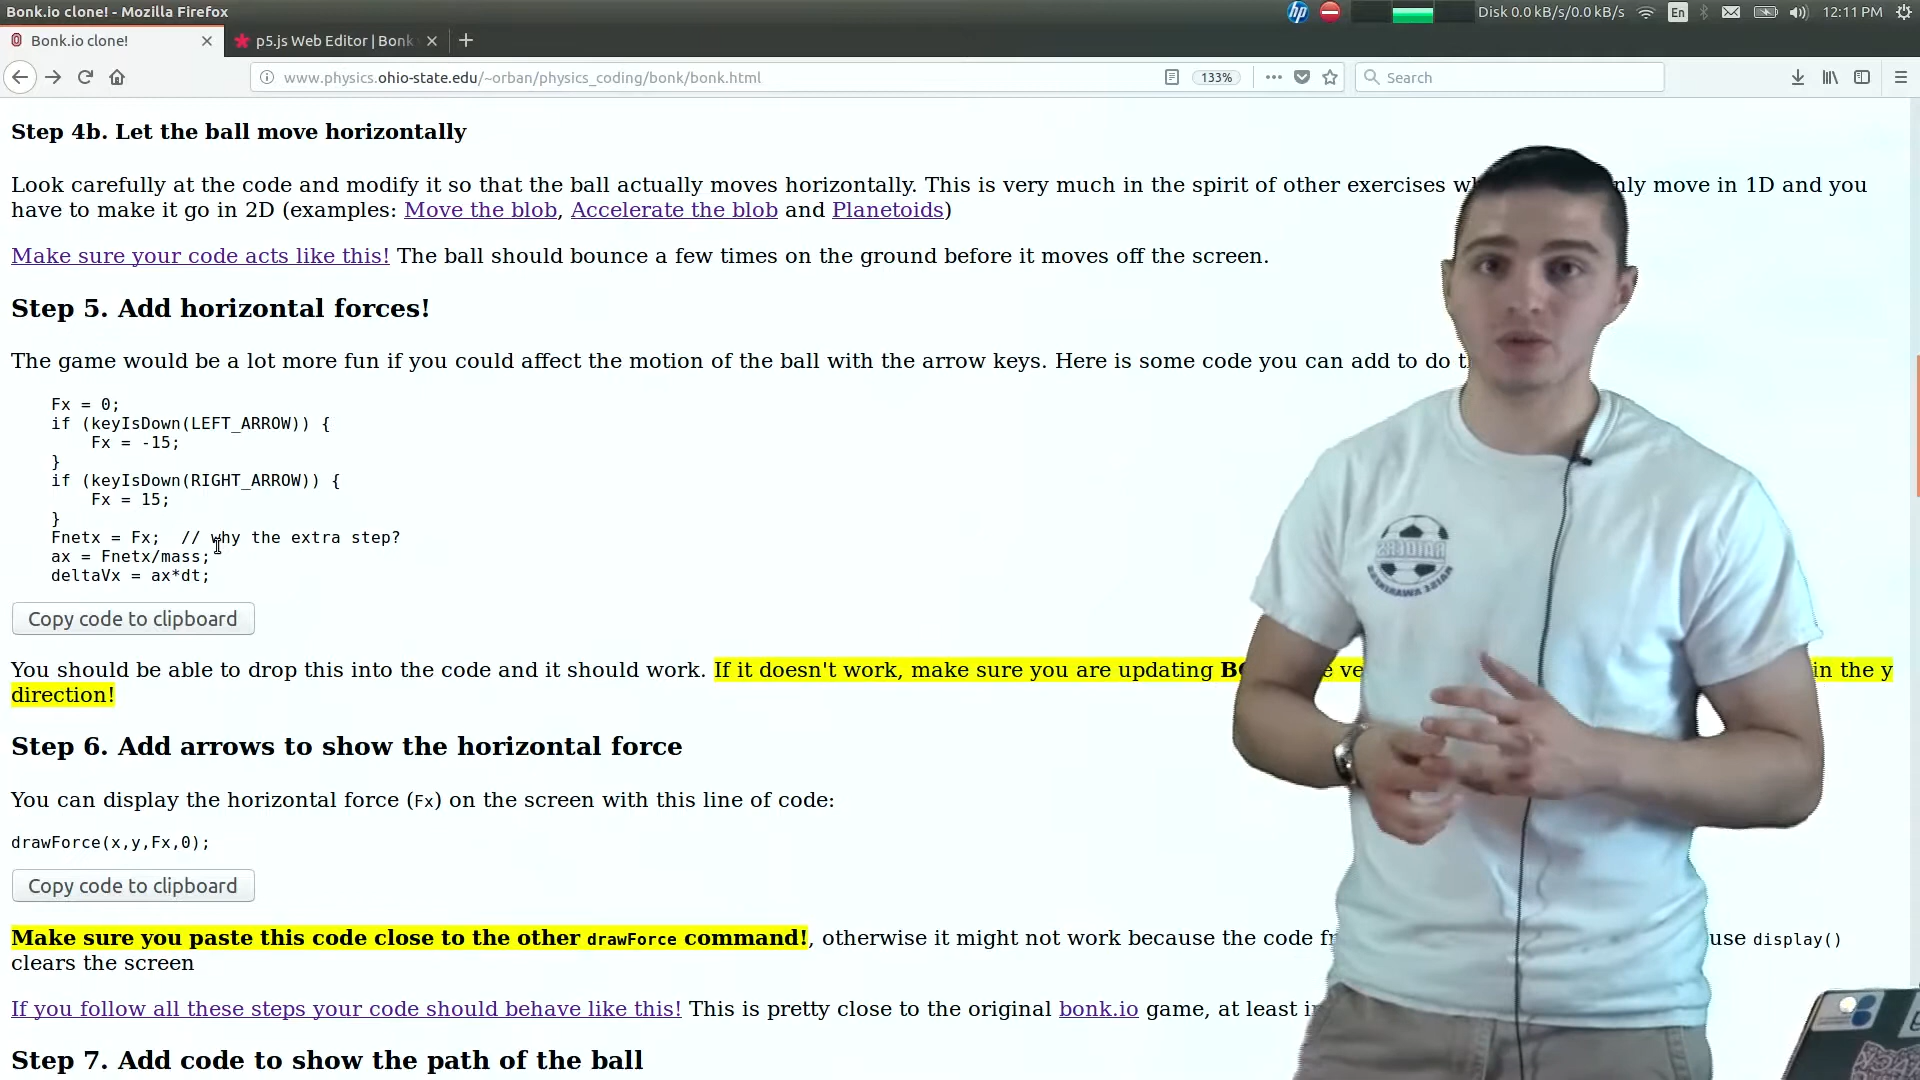 Bonk.io clone! - Mozilla Firefox
hp
Disk 0.0 kB/s/0.0 kB/s
En
12:11 PM
Bonk.io clone!
p5.js Web Editor | Bonk
www.physics.ohio-state.edu/~orban/physics_coding/bonk/bonk.html
133%
Search
Step 4b. Let the ball move horizontally
Look carefully at the code and modify it so that the ball actually moves horizontally. This is very much in the spirit of other exercises move in 1D and you
have to make it go in 2D (examples: Move the blob, Accelerate the blob and Planetoids)
Make sure your code acts like this! The ball should bounce a few times on the ground before it moves off the screen.
Step 5. Add horizontal forces!
The game would be a lot more fun if you could affect the motion of the ball with the arrow keys. Here is some code you can add to do
Fx = 0;
if (keyIsDown(LEFT_ARROW)) {
Fx = -15;
}
if (keyIsDown(RIGHT_ARROW)) {
Fx = 15;
}
Fnetx = Fx; // why the extra step?
ax = Fnetx/mass;
deltaVx = ax*dt;
Copy code to clipboard
You should be able to drop this into the code and it should work. If it doesn't work, make sure you are updating in the y
direction!
Step 6. Add arrows to show the horizontal force
You can display the horizontal force (Fx) on the screen with this line of code:
drawForce(x,y,Fx,0);
Copy code to clipboard
Make sure you paste this code close to the other drawForce command!, otherwise it might not work because the code use display()
clears the screen
If you follow all these steps your code should behave like this! This is pretty close to the original bonk.io game, at least
Step 7. Add code to show the path of the ball